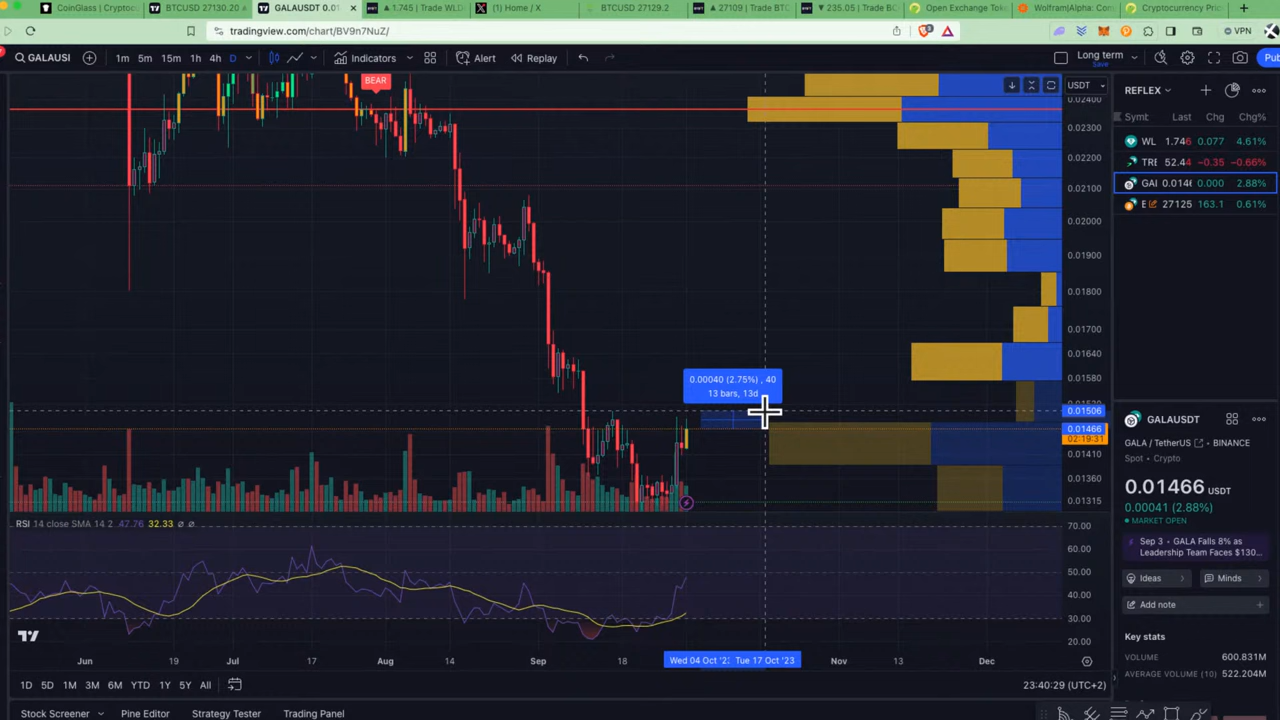 CoinGlass | Crypto
BTCUSD 27130.20
GALAUSDT 0.01
1.745 | Trade WLD
(1) Home / X
BTCUSD 27129.2
27109 | Trade BTC
235.05 | Trade BC
Open Exchange Token
Wolfram|Alpha: Com
Cryptocurrency Pric
tradingview.com/chart/BV9n7NuZ/
VPN
GALAUSI
1m 5m 15m 1h 4h D
Indicators
Alert
Replay
Long term
Save
Pub
BEAR
USDT
0.02400
0.02300
0.02200
0.02100
0.02000
0.01900
0.01800
0.01700
0.01640
0.01580
0.01506
0.01466
02:19:31
0.01410
0.01360
0.01315
0.00040 (2.75%) , 40
13 bars, 13d
RSI 14 close SMA 14 2 47.76 32.33 ∅ ∅
70.00
60.00
50.00
40.00
30.00
20.00
Jun 19 Jul 17 Aug 14 Sep 18 Wed 04 Oct '23 Tue 17 Oct '23 Nov 13 Dec
1D 5D 1M 3M 6M YTD 1Y 5Y All
23:40:29 (UTC+2)
Stock Screener Pine Editor Strategy Tester Trading Panel
REFLEX
Symt Last Chg Chg%
WL 1.746 0.077 4.61%
TRE 52.44 −0.35 −0.66%
GAI 0.0146 0.000 2.88%
E 27125 163.1 0.61%
GALAUSDT
GALA / TetherUS • BINANCE
Spot • Crypto
0.01466 USDT
0.00041 (2.88%)
MARKET OPEN
Sep 3 • GALA Falls 8% as
Leadership Team Faces $130...
Ideas
Minds
Add note
Key stats
VOLUME 600.831M
AVERAGE VOLUME (10) 522.204M